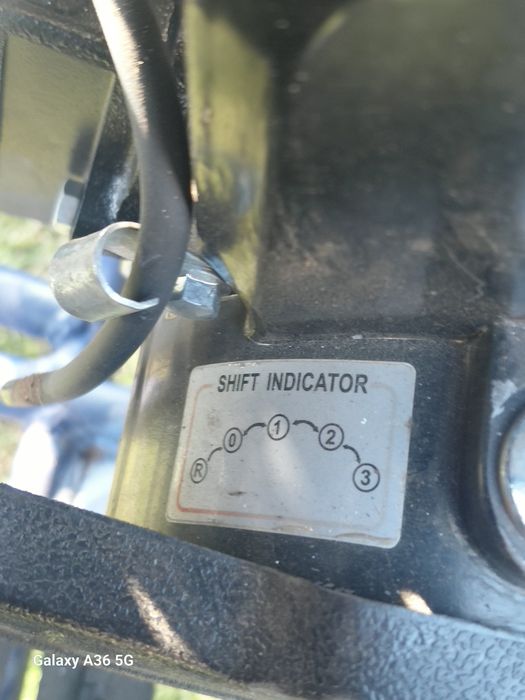 SHIFT INDICATOR
R 0 1 2 3
Galaxy A36 5G